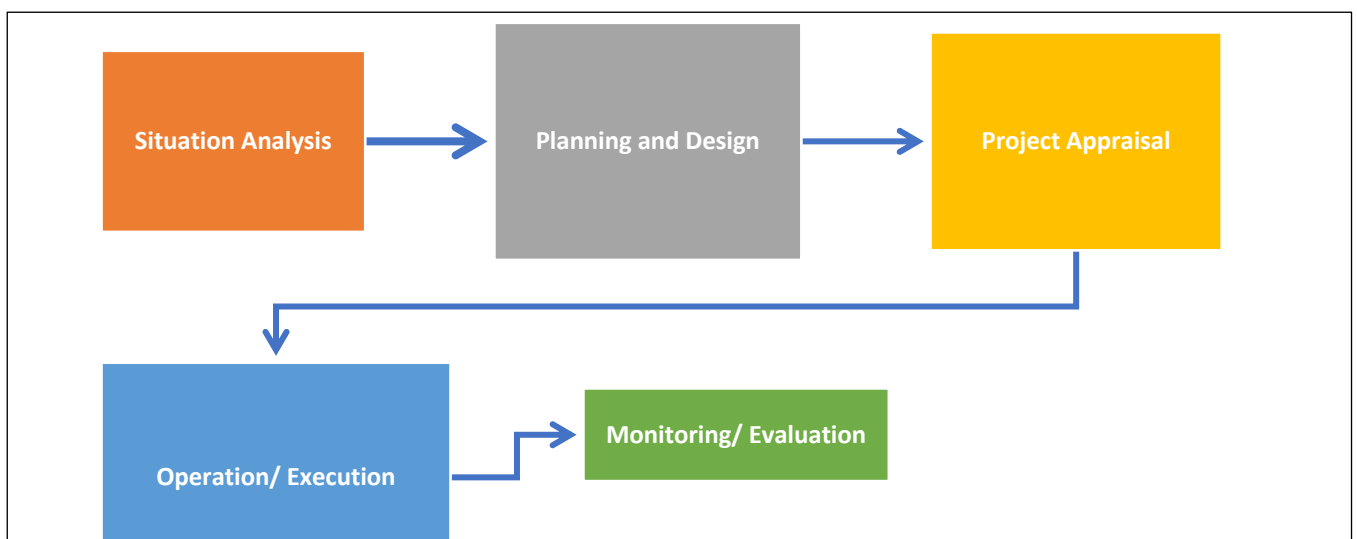 Situation Analysis
Planning and Design
Project Appraisal
Operation/ Execution
Monitoring/ Evaluation